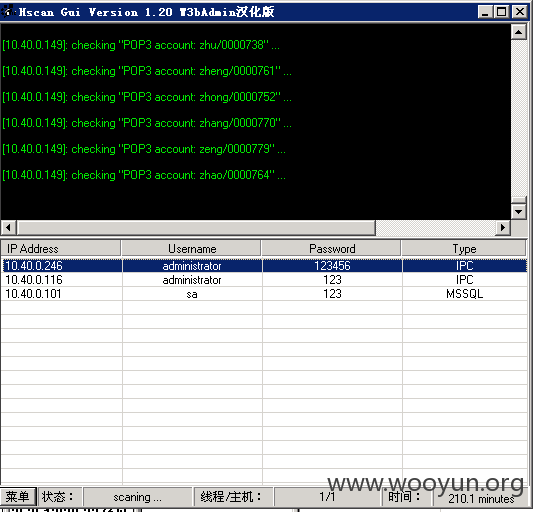 Hscan Gui Version 1.20 W3bAdmin汉化版
[10.40.0.149]: checking "POP3 account: zhu/0000738" ...
[10.40.0.149]: checking "POP3 account: zheng/0000761" ...
[10.40.0.149]: checking "POP3 account: zhong/0000752" ...
[10.40.0.149]: checking "POP3 account: zhang/0000770" ...
[10.40.0.149]: checking "POP3 account: zeng/0000779" ...
[10.40.0.149]: checking "POP3 account: zhao/0000764" ...
IP Address Username Password Type
10.40.0.246 administrator 123456 IPC
10.40.0.116 administrator 123 IPC
10.40.0.101 sa 123 MSSQL
www.wooyun.org
菜单 状态： scaning ... 线程/主机： 1/1 时间： 210.1 minutes